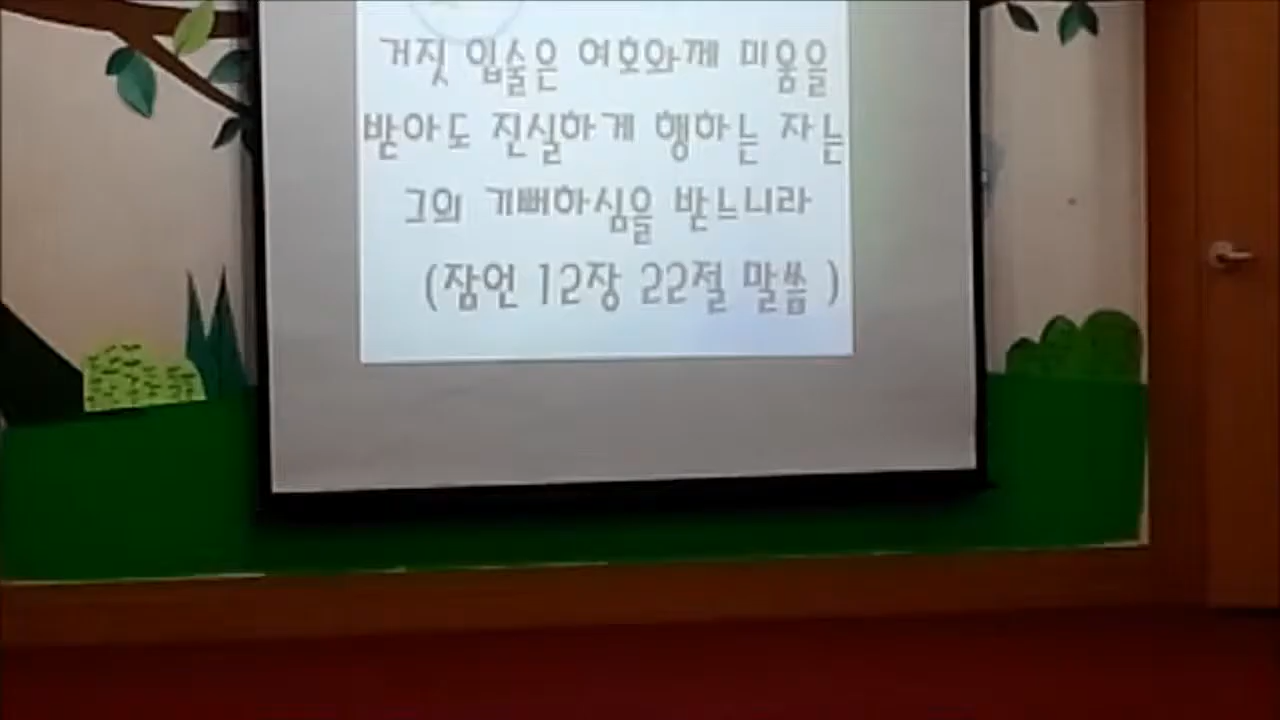 거짓 입술은 여호와께 미움을
받아도 진실하게 행하는 자는
그의 기뻐하심을 받느니라
(잠언 12장 22절 말씀 )